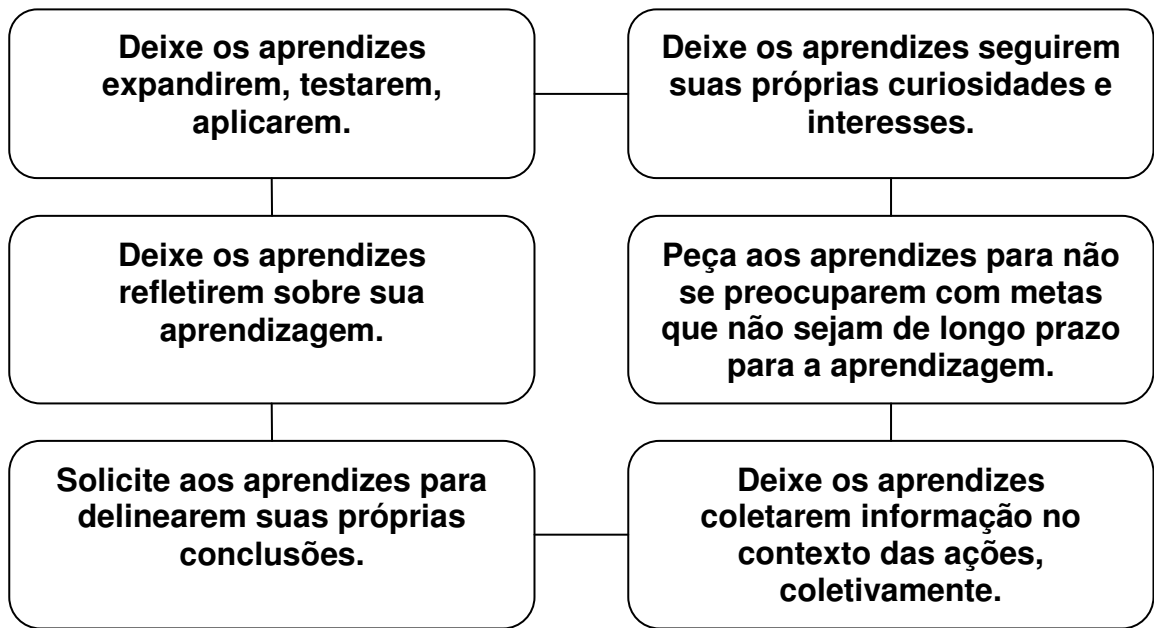 Deixe os aprendizes
expandirem, testarem,
aplicarem.
Deixe os aprendizes seguirem
suas próprias curiosidades e
interesses.
Deixe os aprendizes
refletirem sobre sua
aprendizagem.
Peça aos aprendizes para não
se preocuparem com metas
que não sejam de longo prazo
para a aprendizagem.
Solicite aos aprendizes para
delinearem suas próprias
conclusões.
Deixe os aprendizes
coletarem informação no
contexto das ações,
coletivamente.